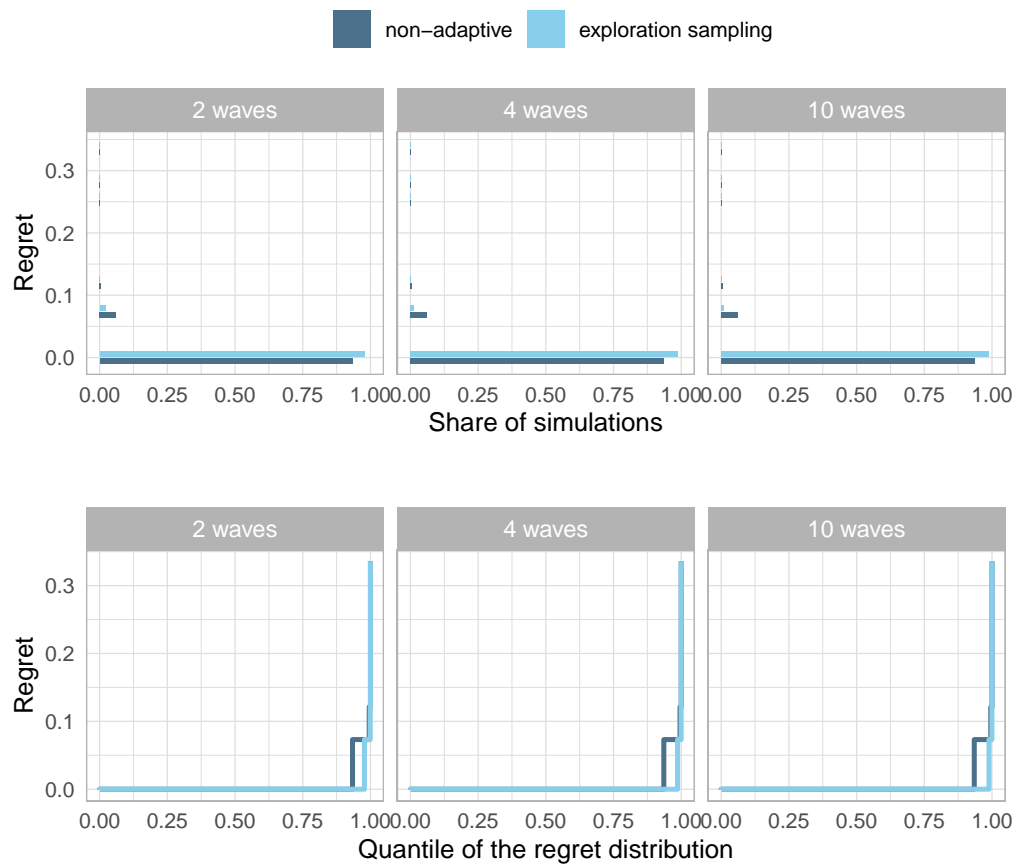 non−adaptive exploration sampling
2 waves 4 waves 10 waves
0.3
0.2
0.1
0.0
Regret
0.00 0.25 0.50 0.75 1.00 0.00 0.25 0.50 0.75 1.00 0.00 0.25 0.50 0.75 1.00
Share of simulations
2 waves 4 waves 10 waves
0.3
0.2
0.1
0.0
Regret
0.00 0.25 0.50 0.75 1.00 0.00 0.25 0.50 0.75 1.00 0.00 0.25 0.50 0.75 1.00
Quantile of the regret distribution